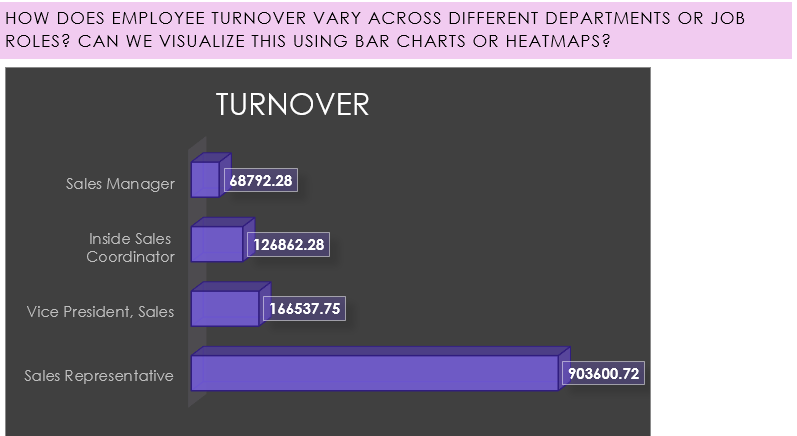 HOW DOES EMPLOYEE TURNOVER VARY ACROSS DIFFERENT DEPARTMENTS OR JOB
ROLES? CAN WE VISUALIZE THIS USING BAR CHARTS OR HEATMAPS?
TURNOVER
Sales Manager
68792.28
Inside Sales
Coordinator
126862.28
Vice President, Sales
166537.75
Sales Representative
903600.72